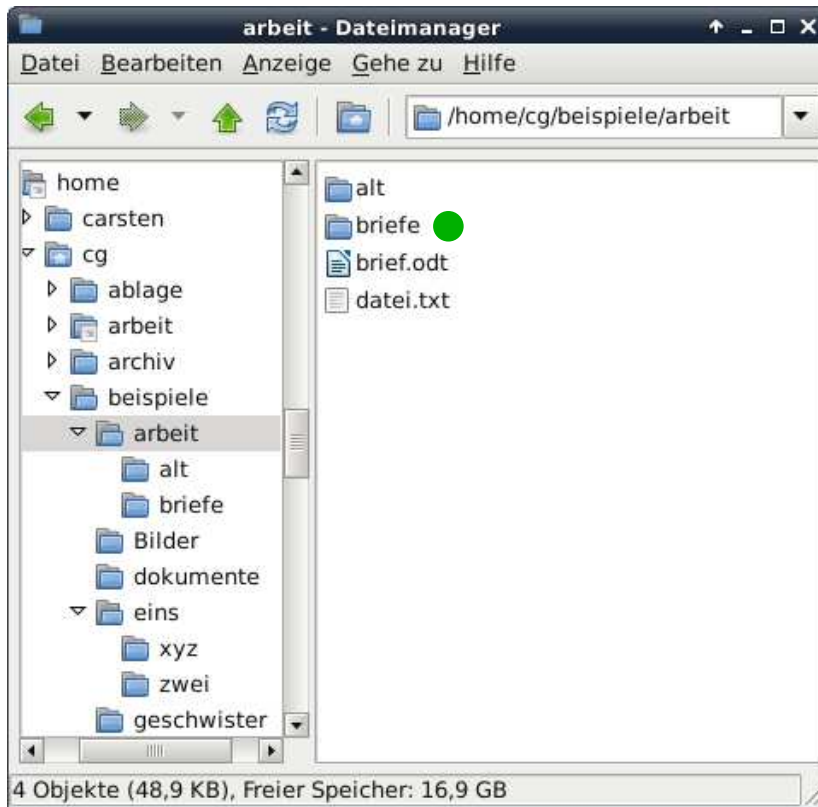 arbeit - Dateimanager
Datei Bearbeiten Anzeige Gehe zu Hilfe
/home/cg/beispiele/arbeit
home
carsten
cg
ablage
arbeit
archiv
beispiele
arbeit
alt
briefe
Bilder
dokumente
eins
xyz
zwei
geschwister
alt
briefe
brief.odt
datei.txt
4 Objekte (48,9 KB), Freier Speicher: 16,9 GB